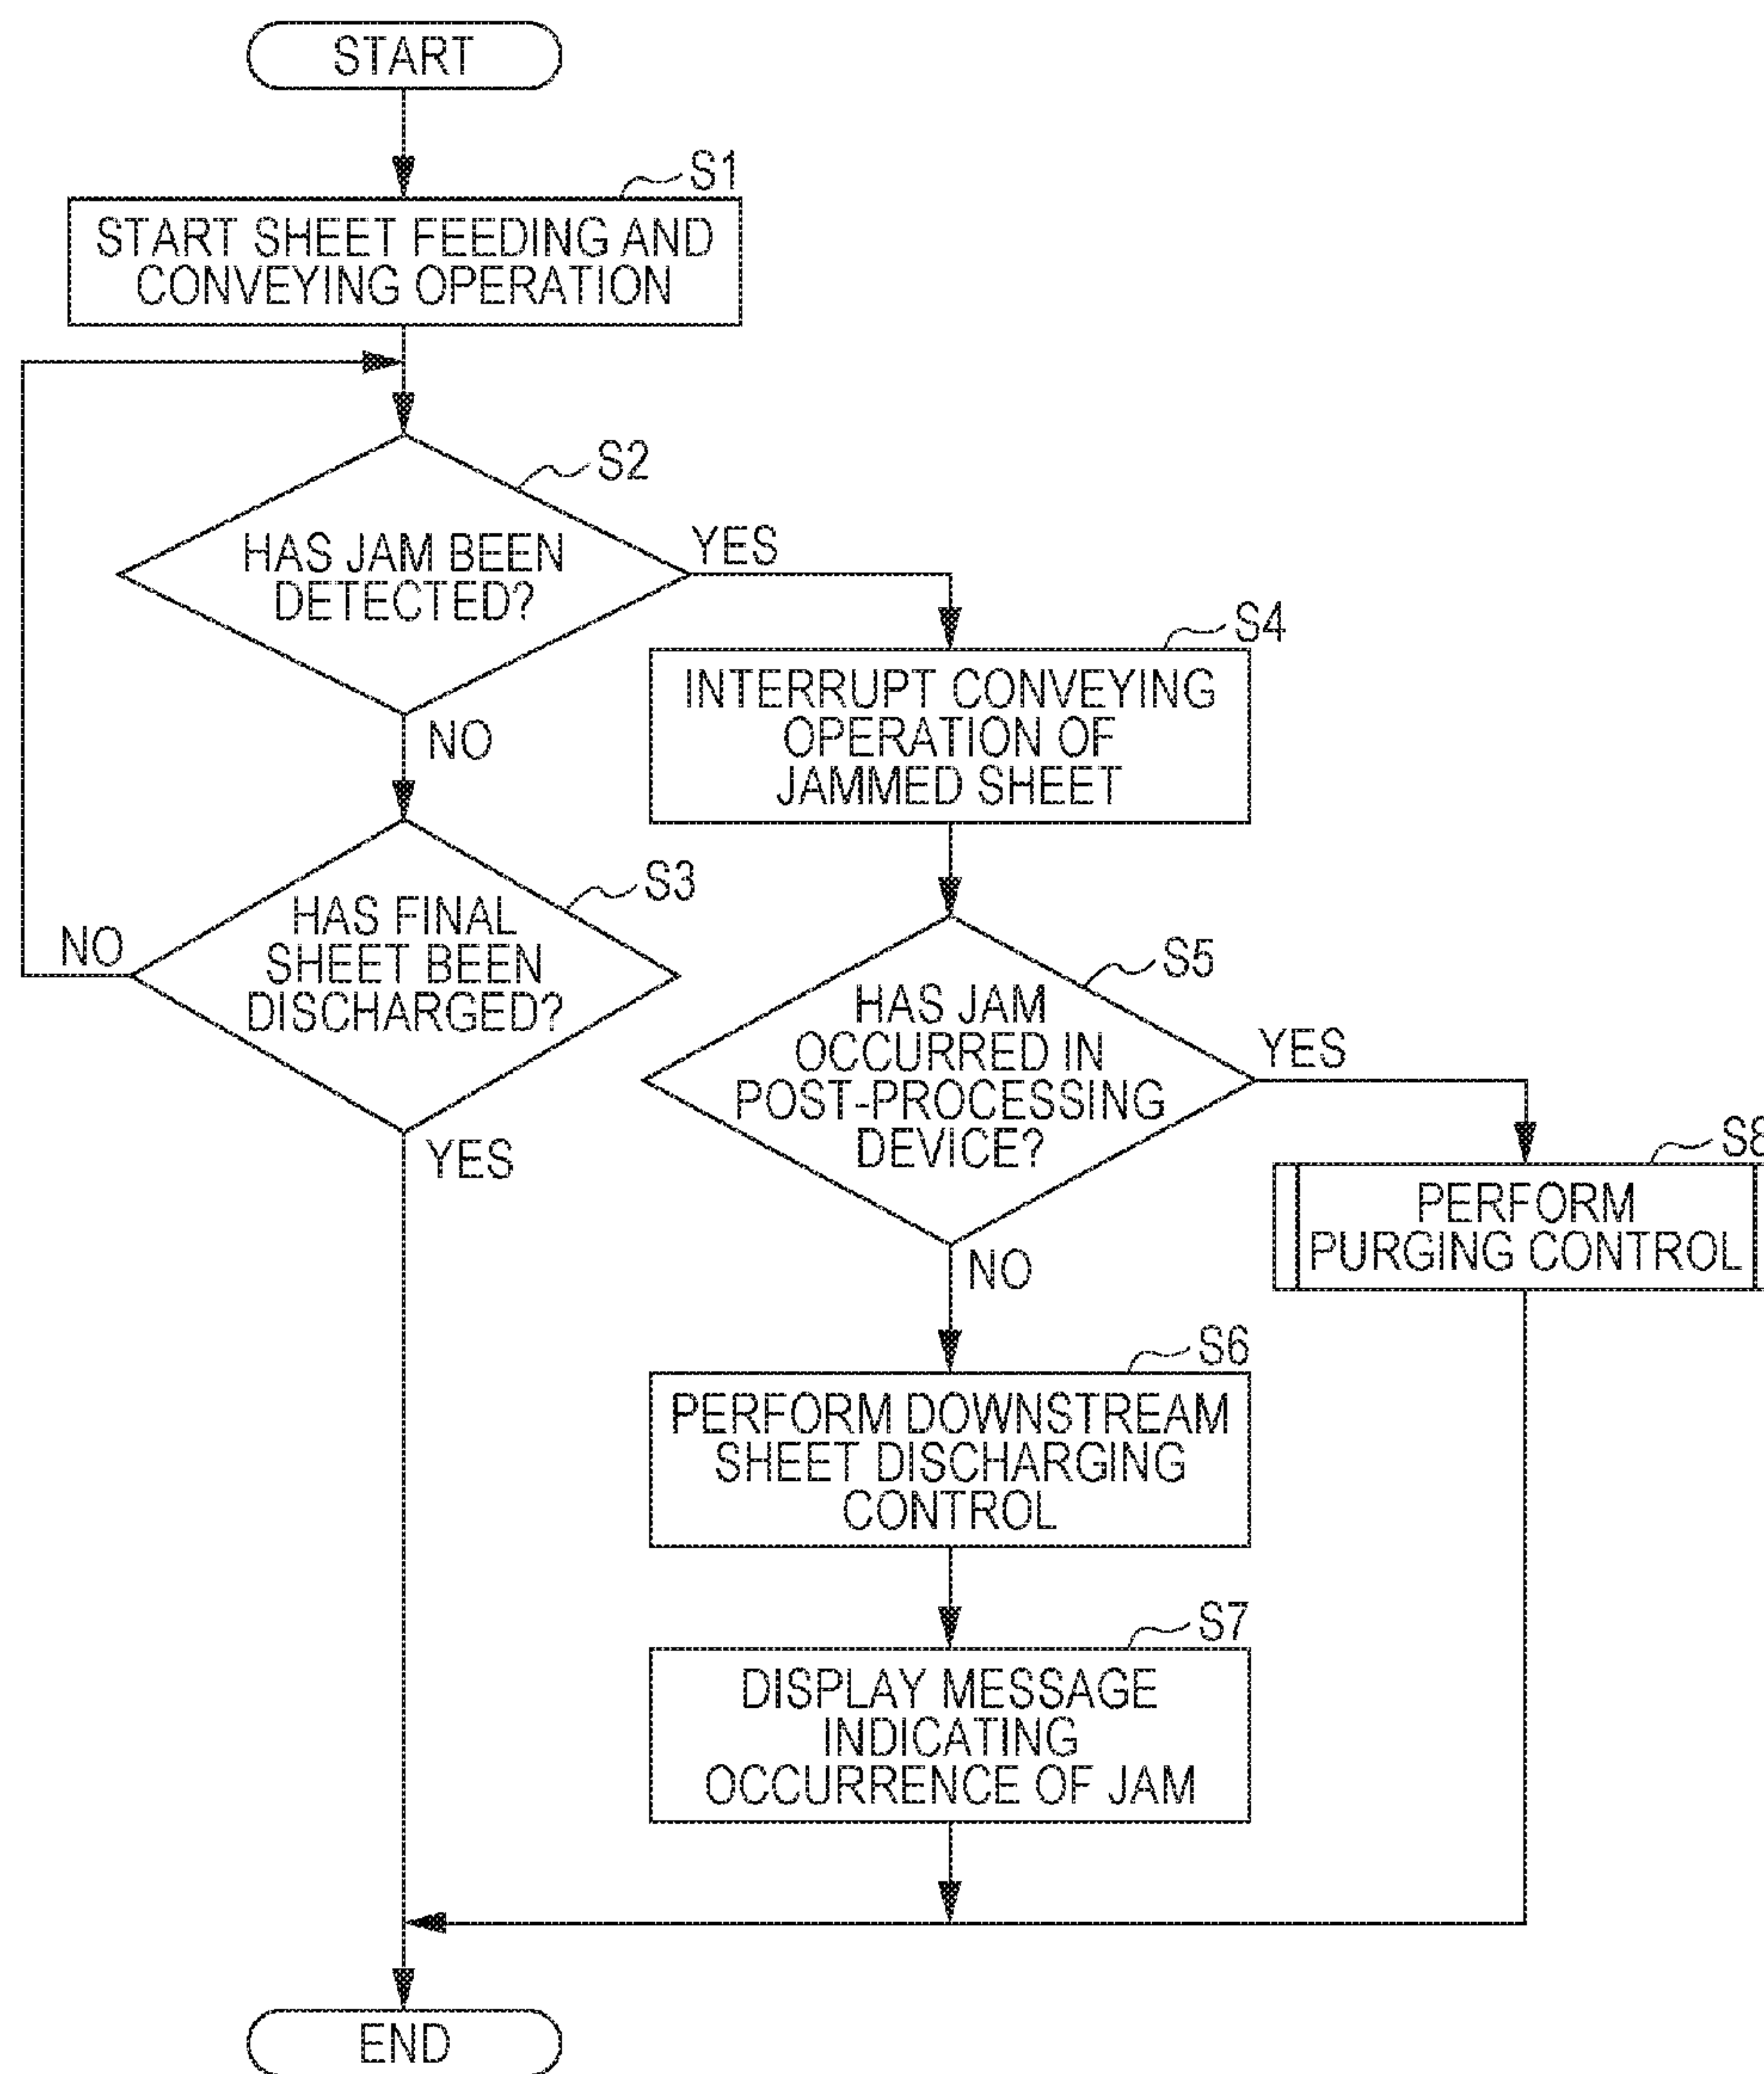 START
S1
START SHEET FEEDING AND
CONVEYING OPERATION
S2
HAS JAM BEEN
DETECTED?
YES
NO
S3
HAS FINAL
SHEET BEEN
DISCHARGED?
NO
YES
S4
INTERRUPT CONVEYING
OPERATION OF
JAMMED SHEET
S5
HAS JAM
OCCURRED IN
POST-PROCESSING
DEVICE?
YES
NO
S8
PERFORM
PURGING CONTROL
S6
PERFORM DOWNSTREAM
SHEET DISCHARGING
CONTROL
S7
DISPLAY MESSAGE
INDICATING
OCCURRENCE OF JAM
END